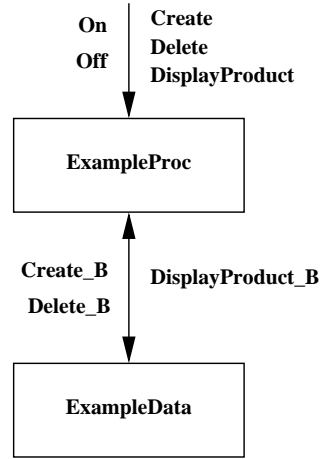 On
Off
Create
Delete
DisplayProduct
ExampleProc
Create_B
Delete_B
DisplayProduct_B
ExampleData